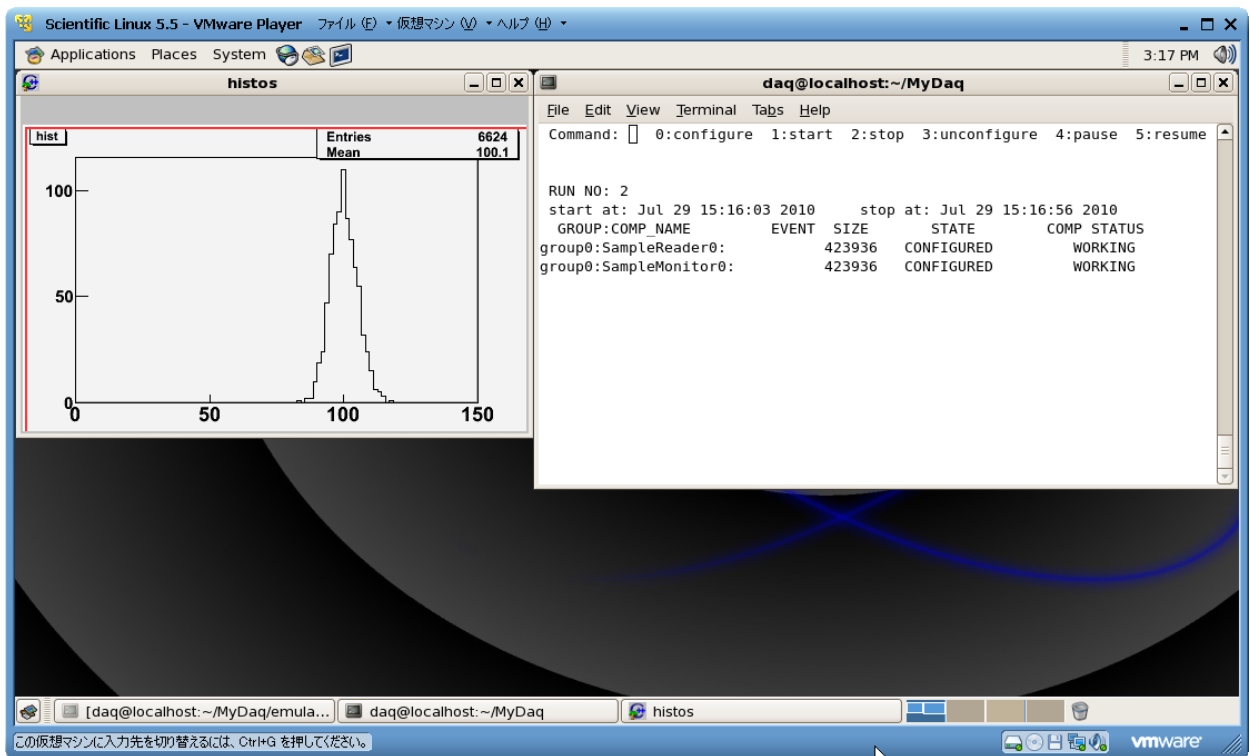 Scientific Linux 5.5 - VMware Player ファイル (F) 仮想マシン (V) ヘルプ (H)
Applications Places System 3:17 PM
histos
hist
Entries 6624
Mean 100.1
100
50
0
0 50 100 150
daq@localhost:~/MyDaq
File Edit View Terminal Tabs Help
Command: 0:configure 1:start 2:stop 3:unconfigure 4:pause 5:resume
RUN NO: 2
start at: Jul 29 15:16:03 2010 stop at: Jul 29 15:16:56 2010
GROUP:COMP_NAME EVENT SIZE STATE COMP STATUS
group0:SampleReader0: 423936 CONFIGURED WORKING
group0:SampleMonitor0: 423936 CONFIGURED WORKING
[daq@localhost:~/MyDaq/emula... daq@localhost:~/MyDaq histos
この仮想マシンに入力先を切り替えるには、Ctrl+G を押してください。 vmware